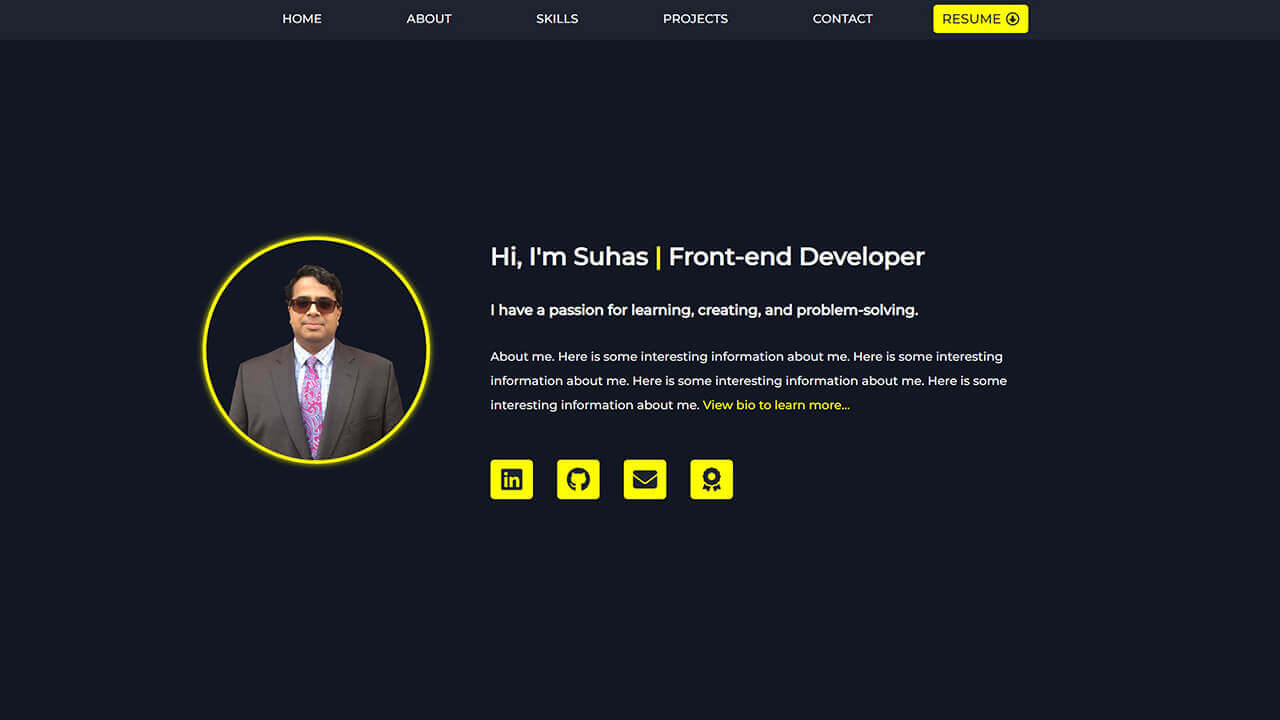 HOME ABOUT SKILLS PROJECTS CONTACT RESUME
Hi, I'm Suhas | Front-end Developer
I have a passion for learning, creating, and problem-solving.
About me. Here is some interesting information about me. Here is some interesting
information about me. Here is some interesting information about me. Here is some
interesting information about me. View bio to learn more...
in